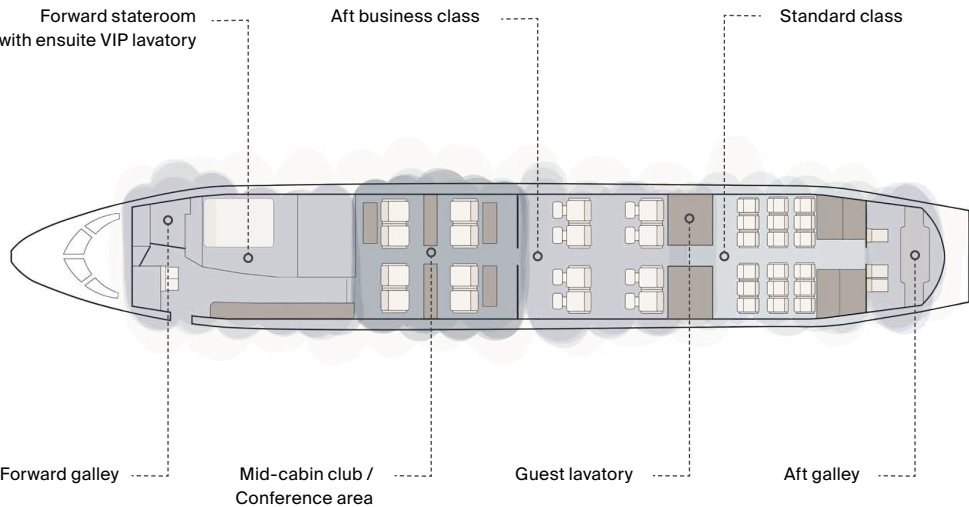 Forward stateroom
with ensuite VIP lavatory
Aft business class
Standard class
Forward galley
Mid-cabin club /
Conference area
Guest lavatory
Aft galley